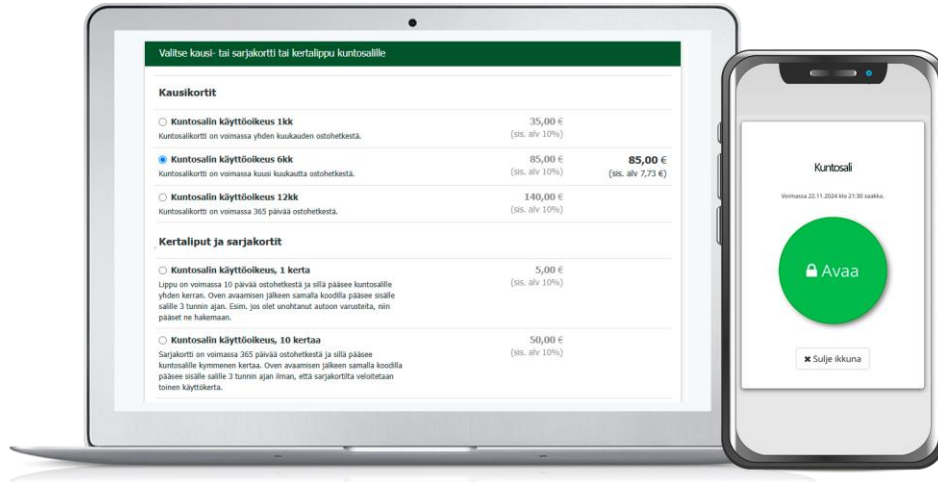 Valitse kausi- tai sarjakortti tai kertalippu kuntosalille
Kausikortit
Kuntosalin käyttöoikeus 1kk
35,00 €
Kuntosalikortti on voimassa yhden kuukauden ostohetkestä.
(sis. alv 10%)
Kuntosalin käyttöoikeus 6kk
85,00 €
85,00 €
Kuntosalikortti on voimassa kuusi kuukautta ostohetkestä.
(sis. alv 10%)
(sis. alv 7,73 €)
Kuntosalin käyttöoikeus 12kk
140,00 €
Kuntosalikortti on voimassa 365 päivää ostohetkestä.
(sis. alv 10%)
Kertaliput ja sarjakortit
Kuntosalin käyttöoikeus, 1 kerta
5,00 €
(sis. alv 10%)
Lippu on voimassa 10 päivää ostohetkestä ja sillä pääsee kuntosalille
yhden kerran. Oven avaamisen jälkeen samalla koodilla pääsee sisälle
salille 3 tunnin ajan. Esim. jos olet unohtanut autoon varusteita, niin
pääset ne hakemaan.
Kuntosalin käyttöoikeus, 10 kertaa
50,00 €
(sis. alv 10%)
Sarjakortti on voimassa 365 päivää ostohetkestä ja sillä pääsee
kuntosalille kymmenen kertaa. Oven avaamisen jälkeen samalla koodilla
pääsee sisälle salille 3 tunnin ajan ilman, että sarjakortilta veloitetaan
toinen käyttökerta.
Kuntosali
Voimassa 22.11.2024 klo 21:30 saakka.
Avaa
Sulje ikkuna